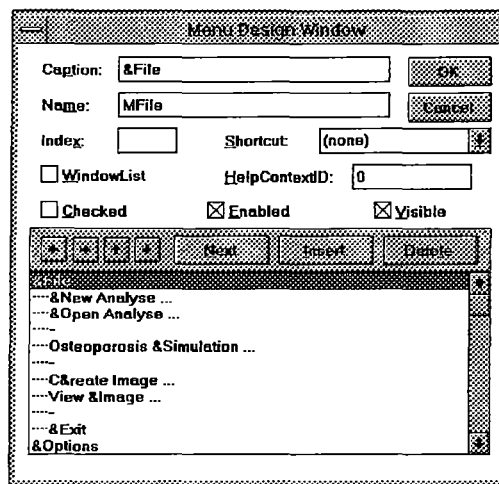 Menu Design Window
Caption: &File
OK
Name: MFile
Cancel
Index: Shortcut: (none)
WindowList HelpContextID: 0
Checked Enabled Visible
Next Insert Delete
&File
----&New Analyse ...
----&Open Analyse ...
-----
----Osteoporosis &Simulation ...
-----
----C&reate Image ...
----View &Image ...
-----
----&Exit
&Options